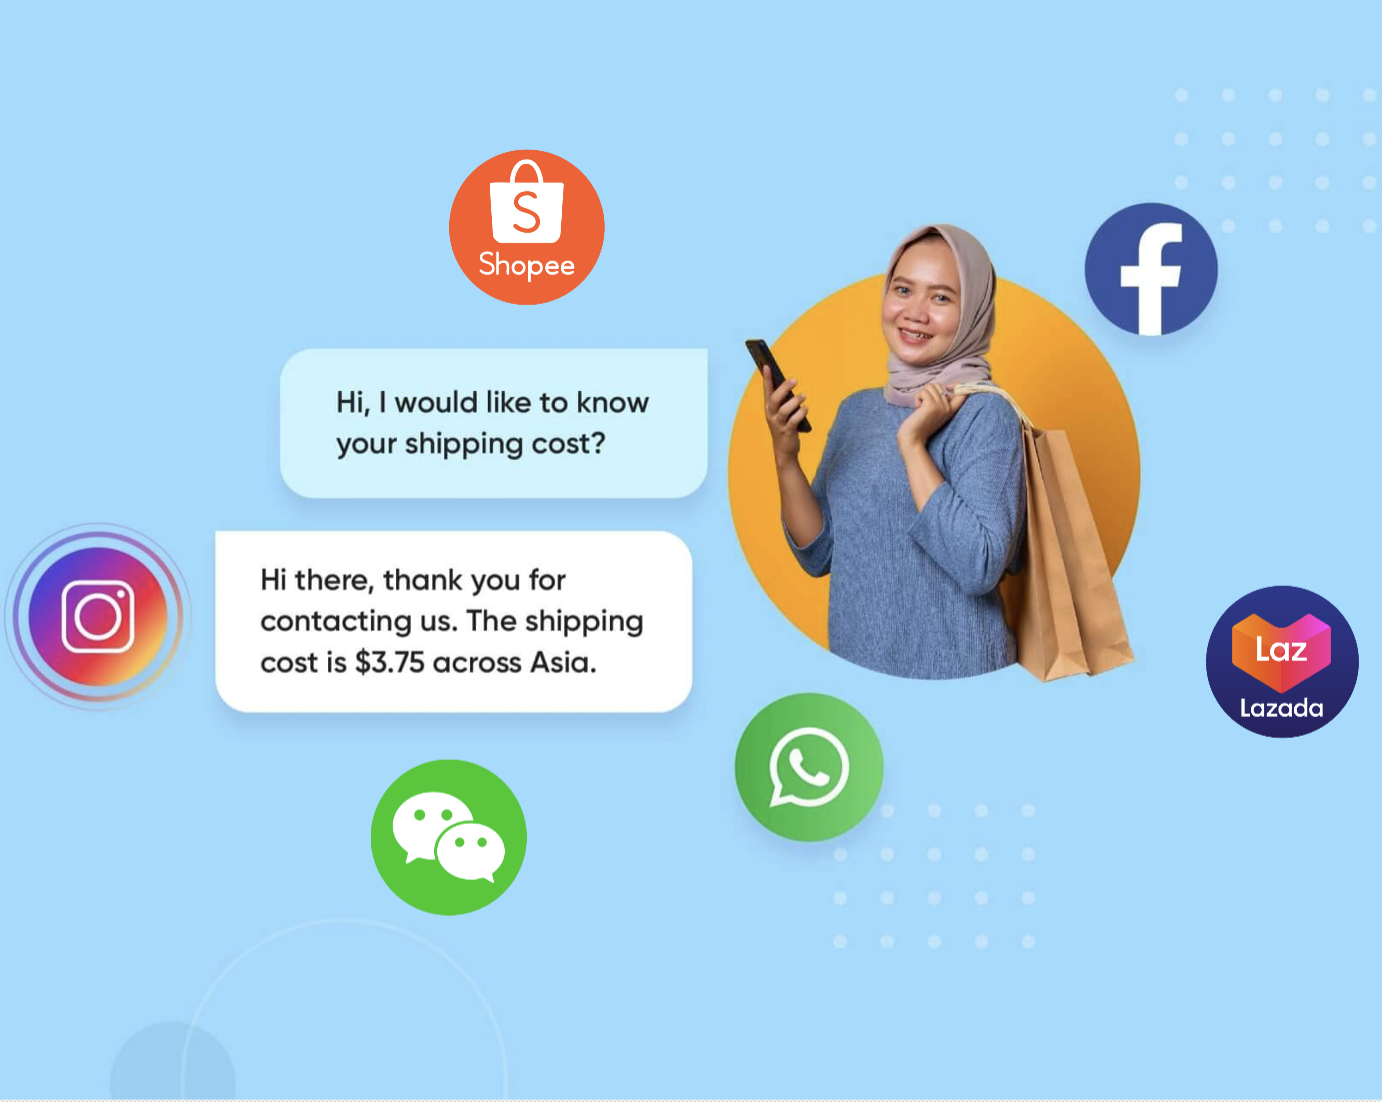 Shopee
Hi, I would like to know
your shipping cost?
Hi there, thank you for
contacting us. The shipping
cost is $3.75 across Asia.
Laz
Lazada